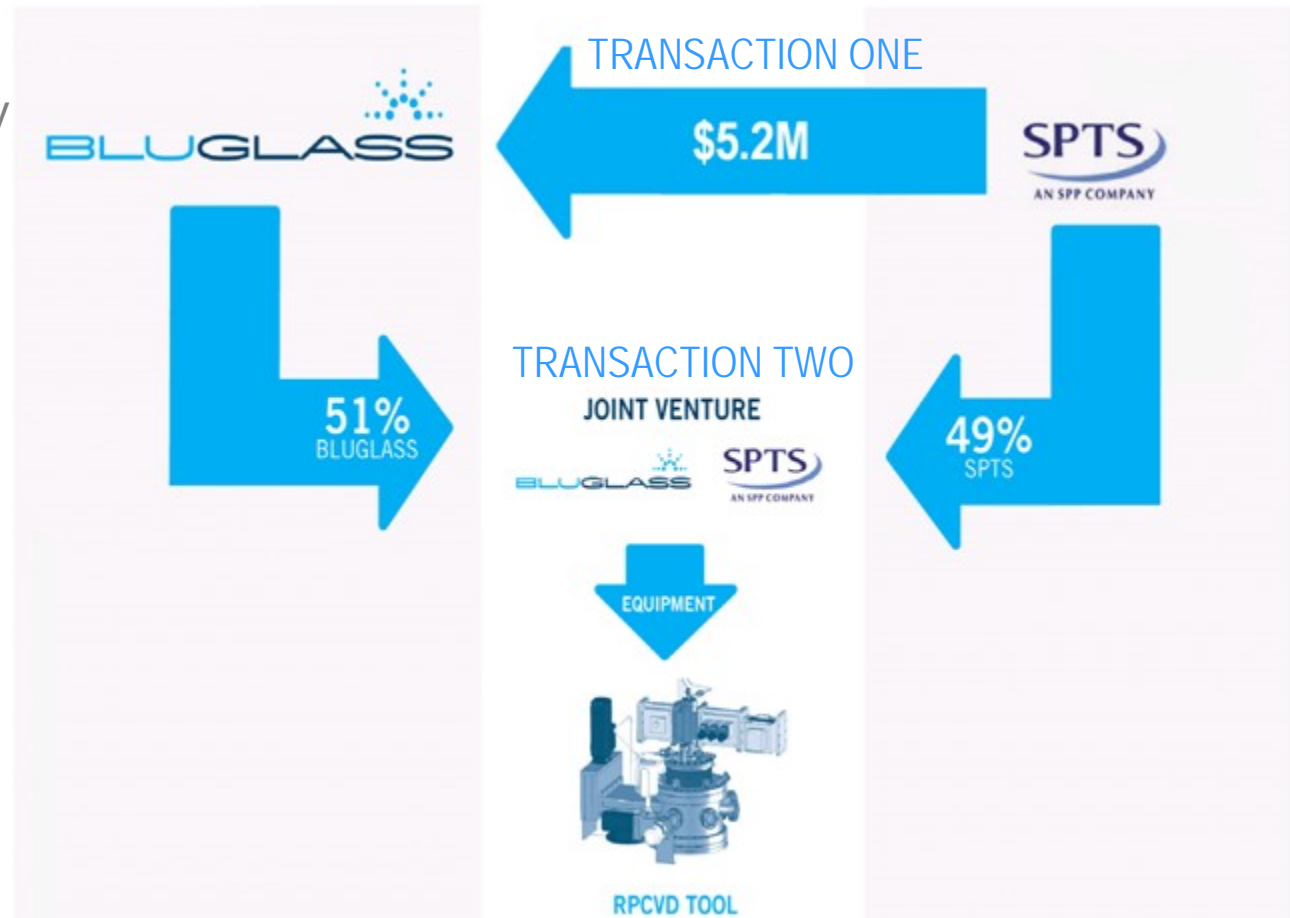 TRANSACTION ONE
BLUGLASS
$5.2M
SPTS
AN SPP COMPANY
TRANSACTION TWO
JOINT VENTURE
51%
BLUGLASS
BLUGLASS
SPTS
AN SPP COMPANY
49%
SPTS
EQUIPMENT
RPCVD TOOL